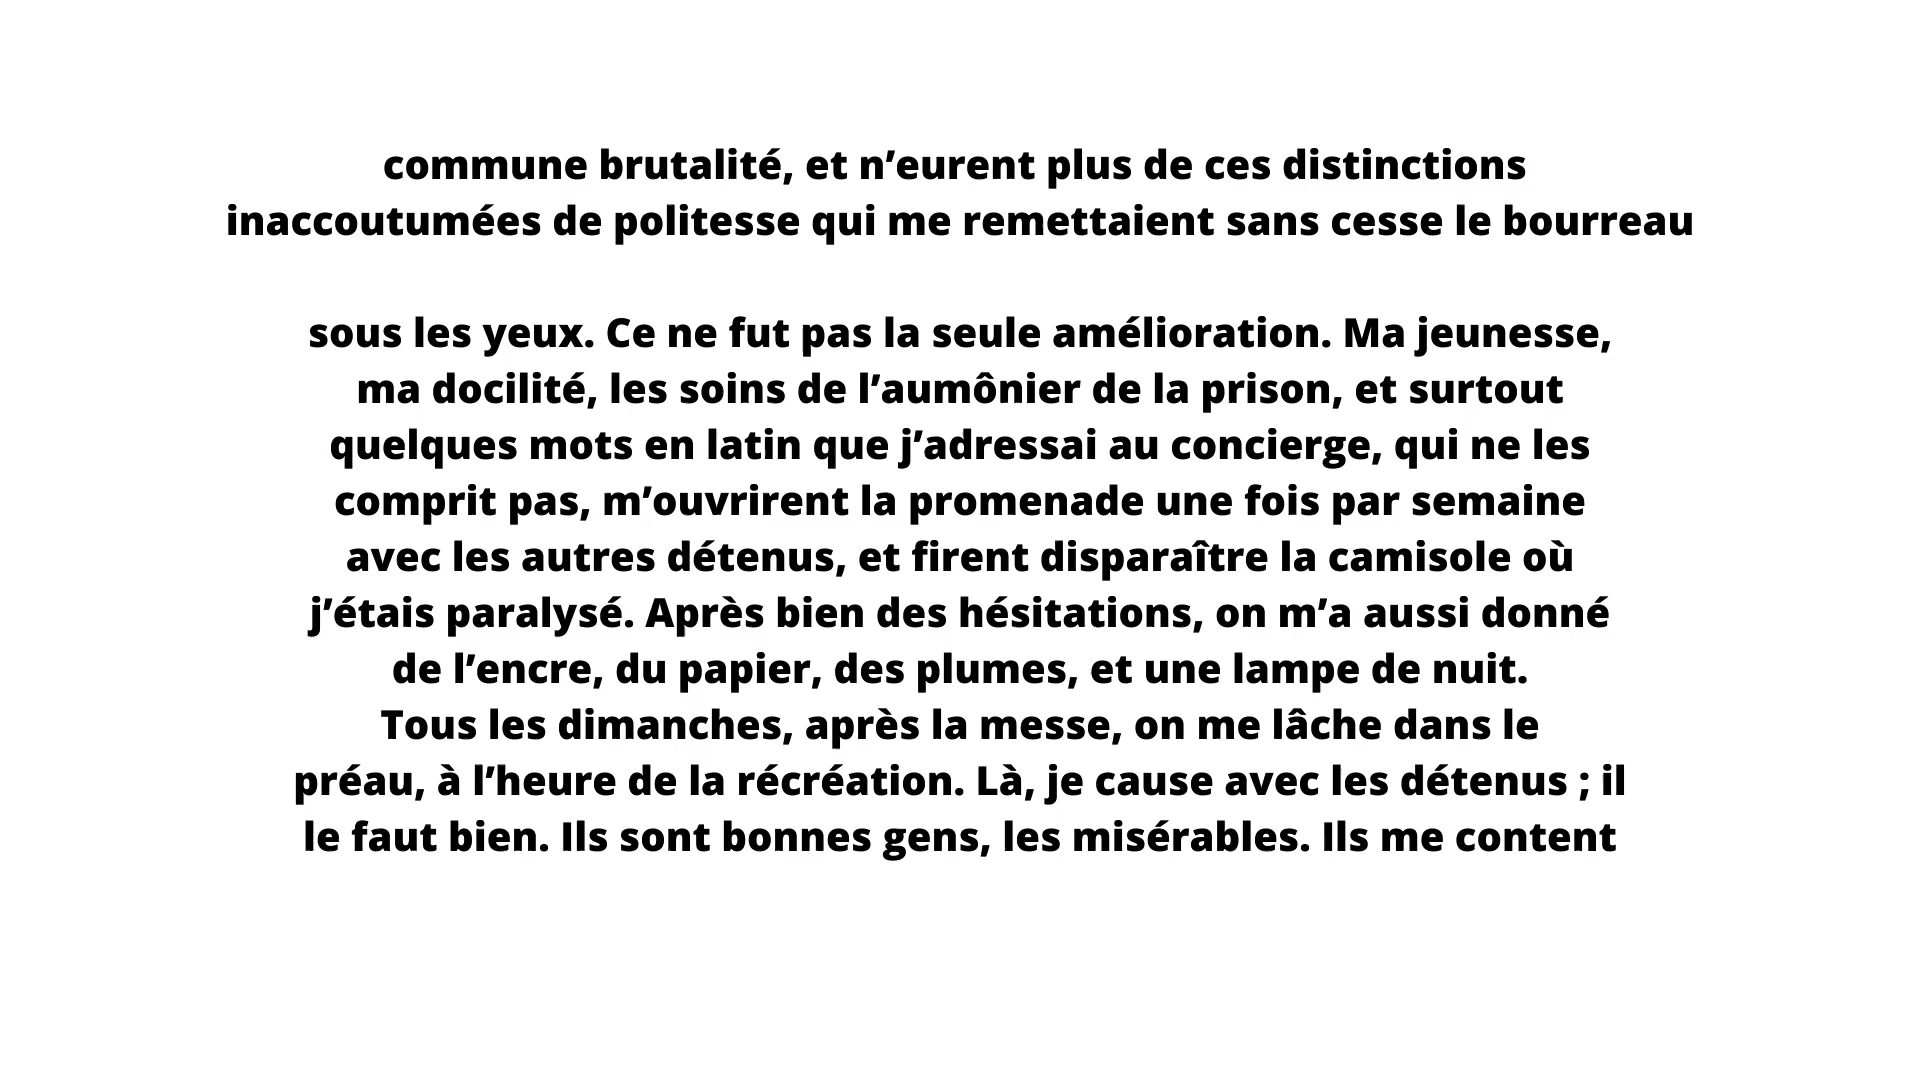 commune brutalité, et n’eurent plus de ces distinctions
inaccoutumées de politesse qui me remettaient sans cesse le bourreau
sous les yeux. Ce ne fut pas la seule amélioration. Ma jeunesse,
ma docilité, les soins de l’aumônier de la prison, et surtout
quelques mots en latin que j’adressai au concierge, qui ne les
comprit pas, m’ouvrirent la promenade une fois par semaine
avec les autres détenus, et firent disparaître la camisole où
j’étais paralysé. Après bien des hésitations, on m’a aussi donné
de l’encre, du papier, des plumes, et une lampe de nuit.
Tous les dimanches, après la messe, on me lâche dans le
préau, à l’heure de la récréation. Là, je cause avec les détenus ; il
le faut bien. Ils sont bonnes gens, les misérables. Ils me content